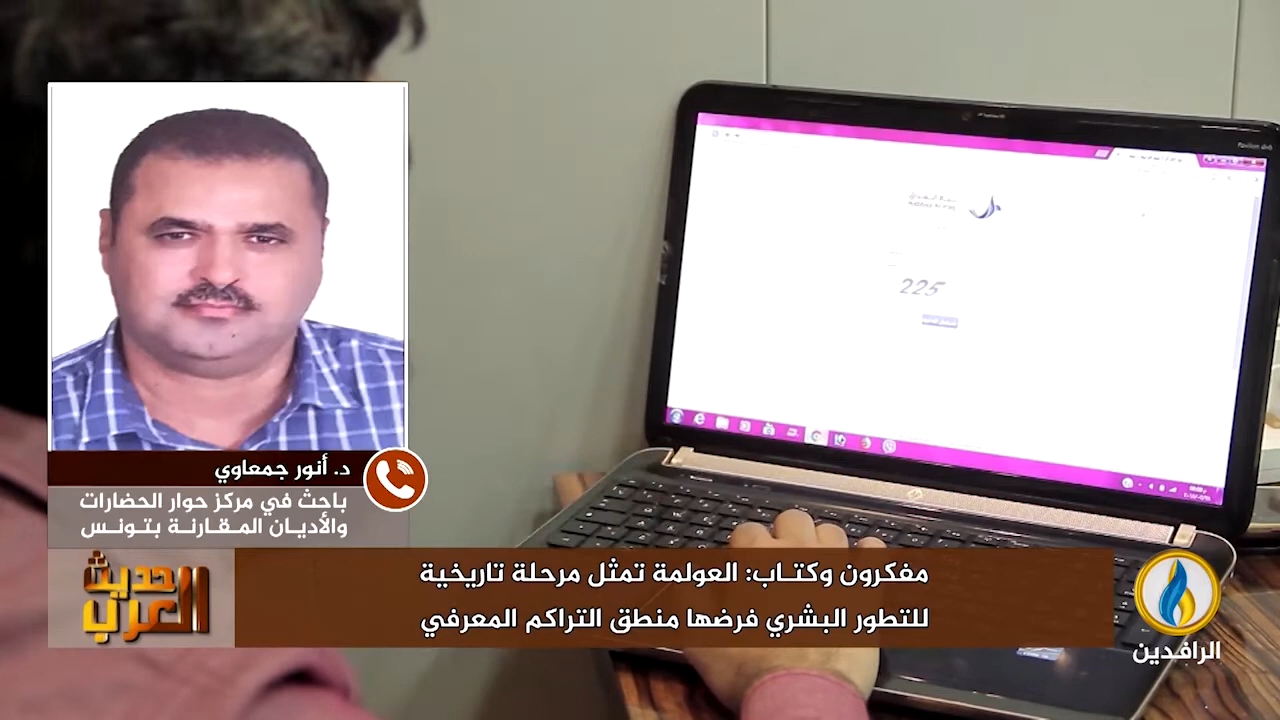 225
د. أنور جمعاوي
باحث في مركز حوار الحضارات
والأديان المقارنة بتونس
حديث العرب
مفكرون وكتاب: العولمة تمثل مرحلة تاريخية
للتطور البشري فرضها منطق التراكم المعرفي
الرافدين